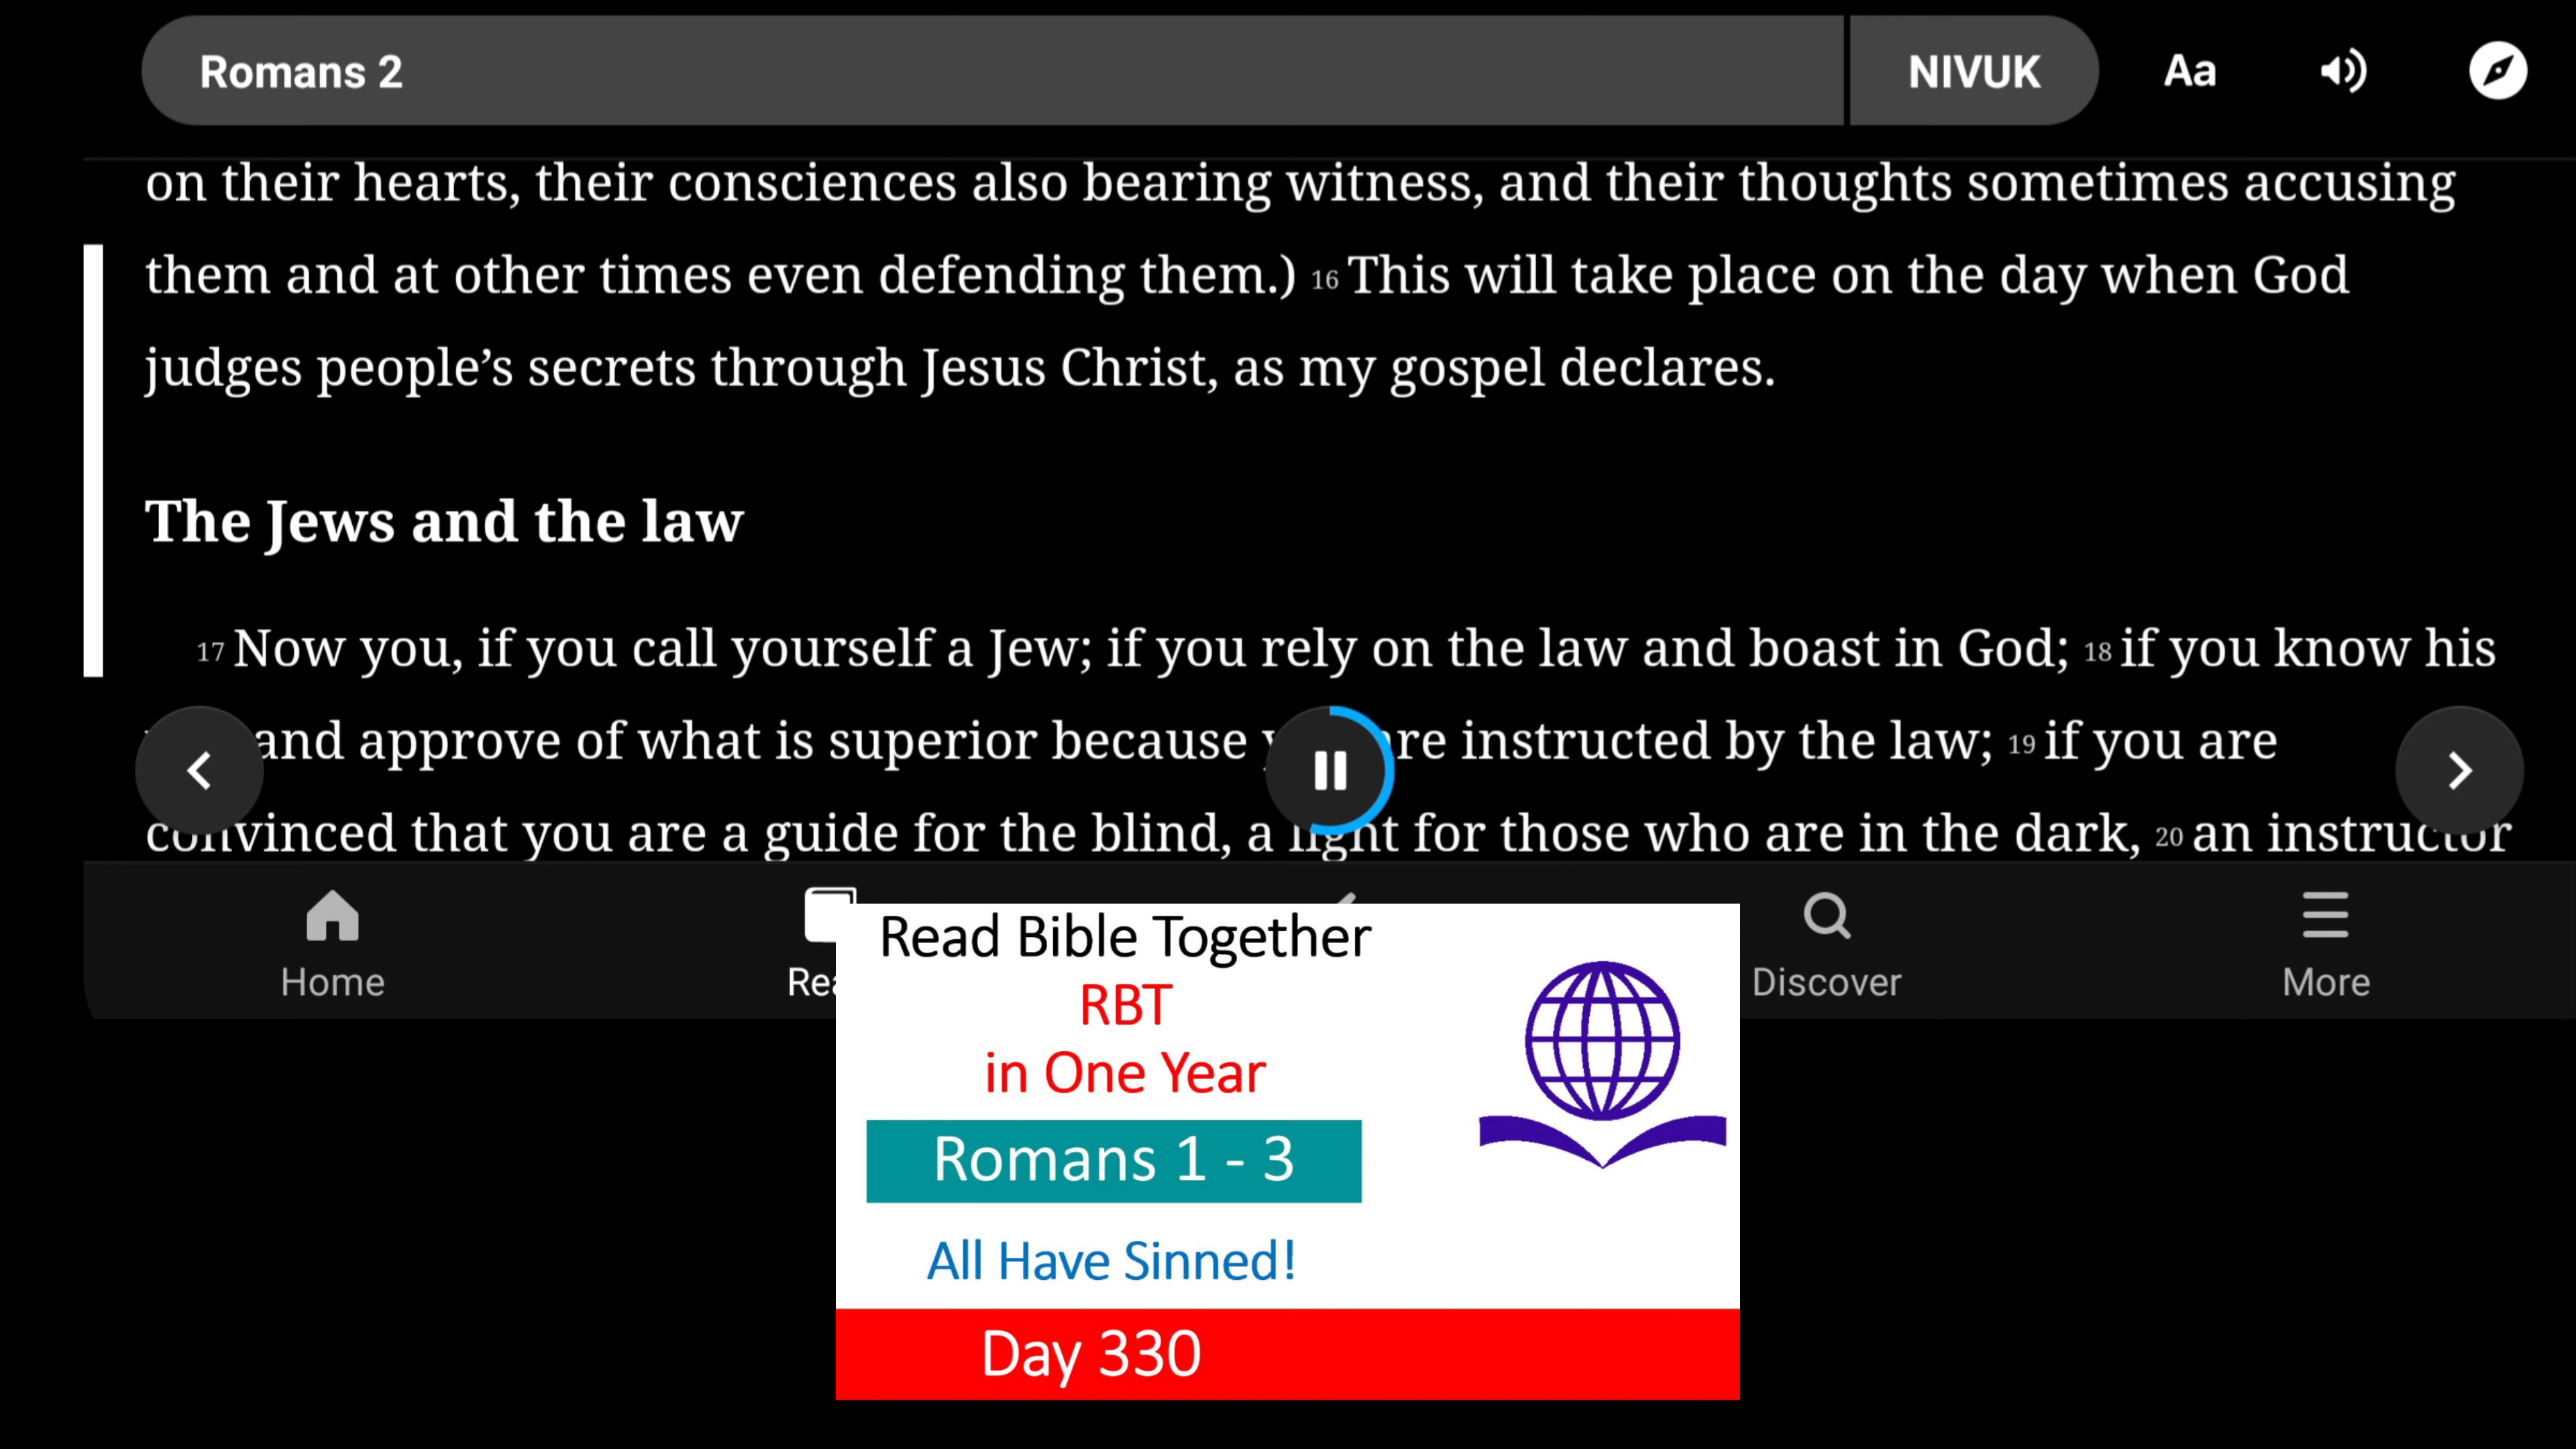 Romans 2
NIVUK
Aa
on their hearts, their consciences also bearing witness, and their thoughts sometimes accusing
them and at other times even defending them.) 16 This will take place on the day when God
judges people’s secrets through Jesus Christ, as my gospel declares.
The Jews and the law
17 Now you, if you call yourself a Jew; if you rely on the law and boast in God; 18 if you know his
and approve of what is superior because are instructed by the law; 19 if you are
convinced that you are a guide for the blind, a light for those who are in the dark, 20 an instructor
Home
Discover
More
Read Bible Together
RBT
in One Year
Romans 1 - 3
All Have Sinned!
Day 330